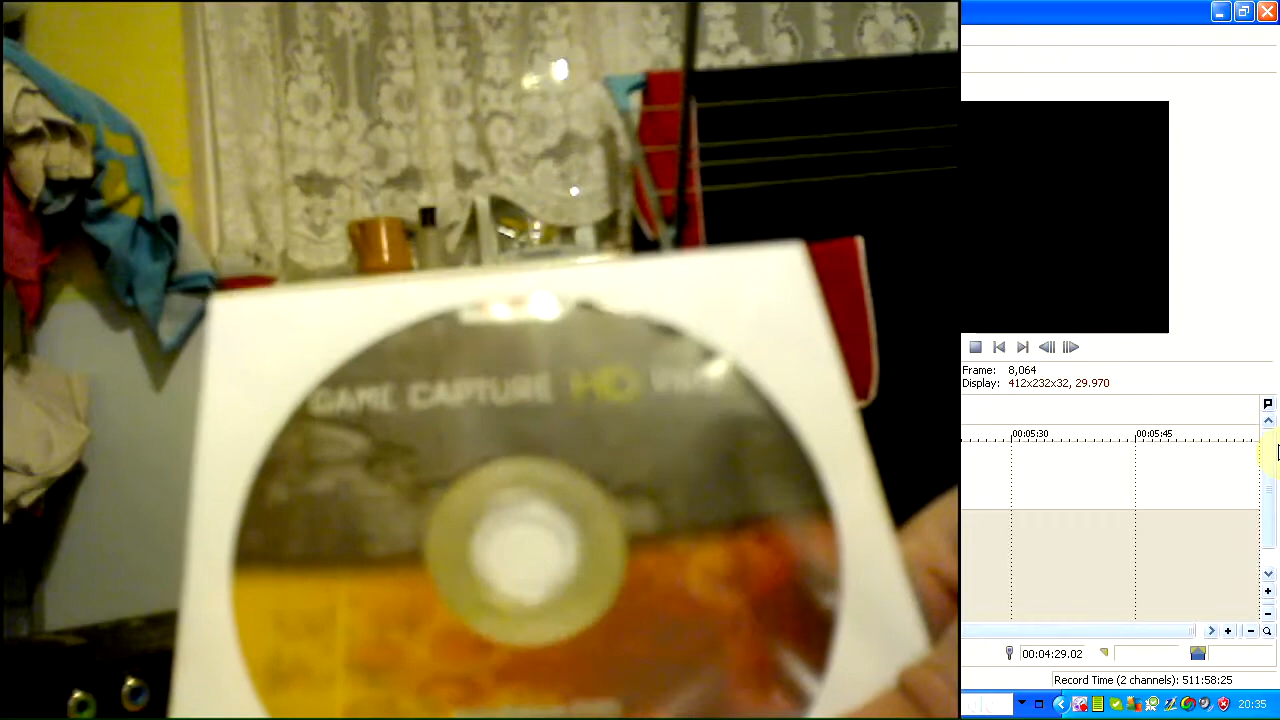 GAME CAPTURE HD
Frame: 8,064
Display: 412x232x32, 29.970
00:05:30 00:05:45
00:04:29.02
Record Time (2 channels): 511:58:25
20:35